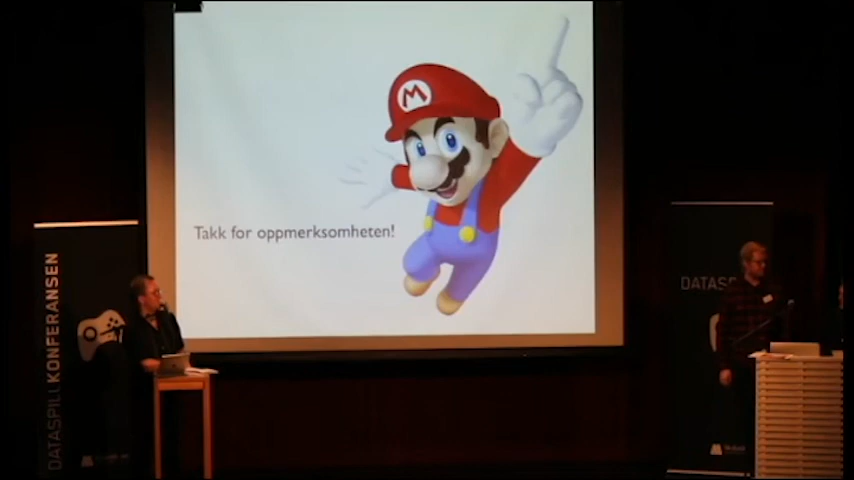 M
Takk for oppmerksomheten!
DATASPILLKONFERANSEN
DATASP